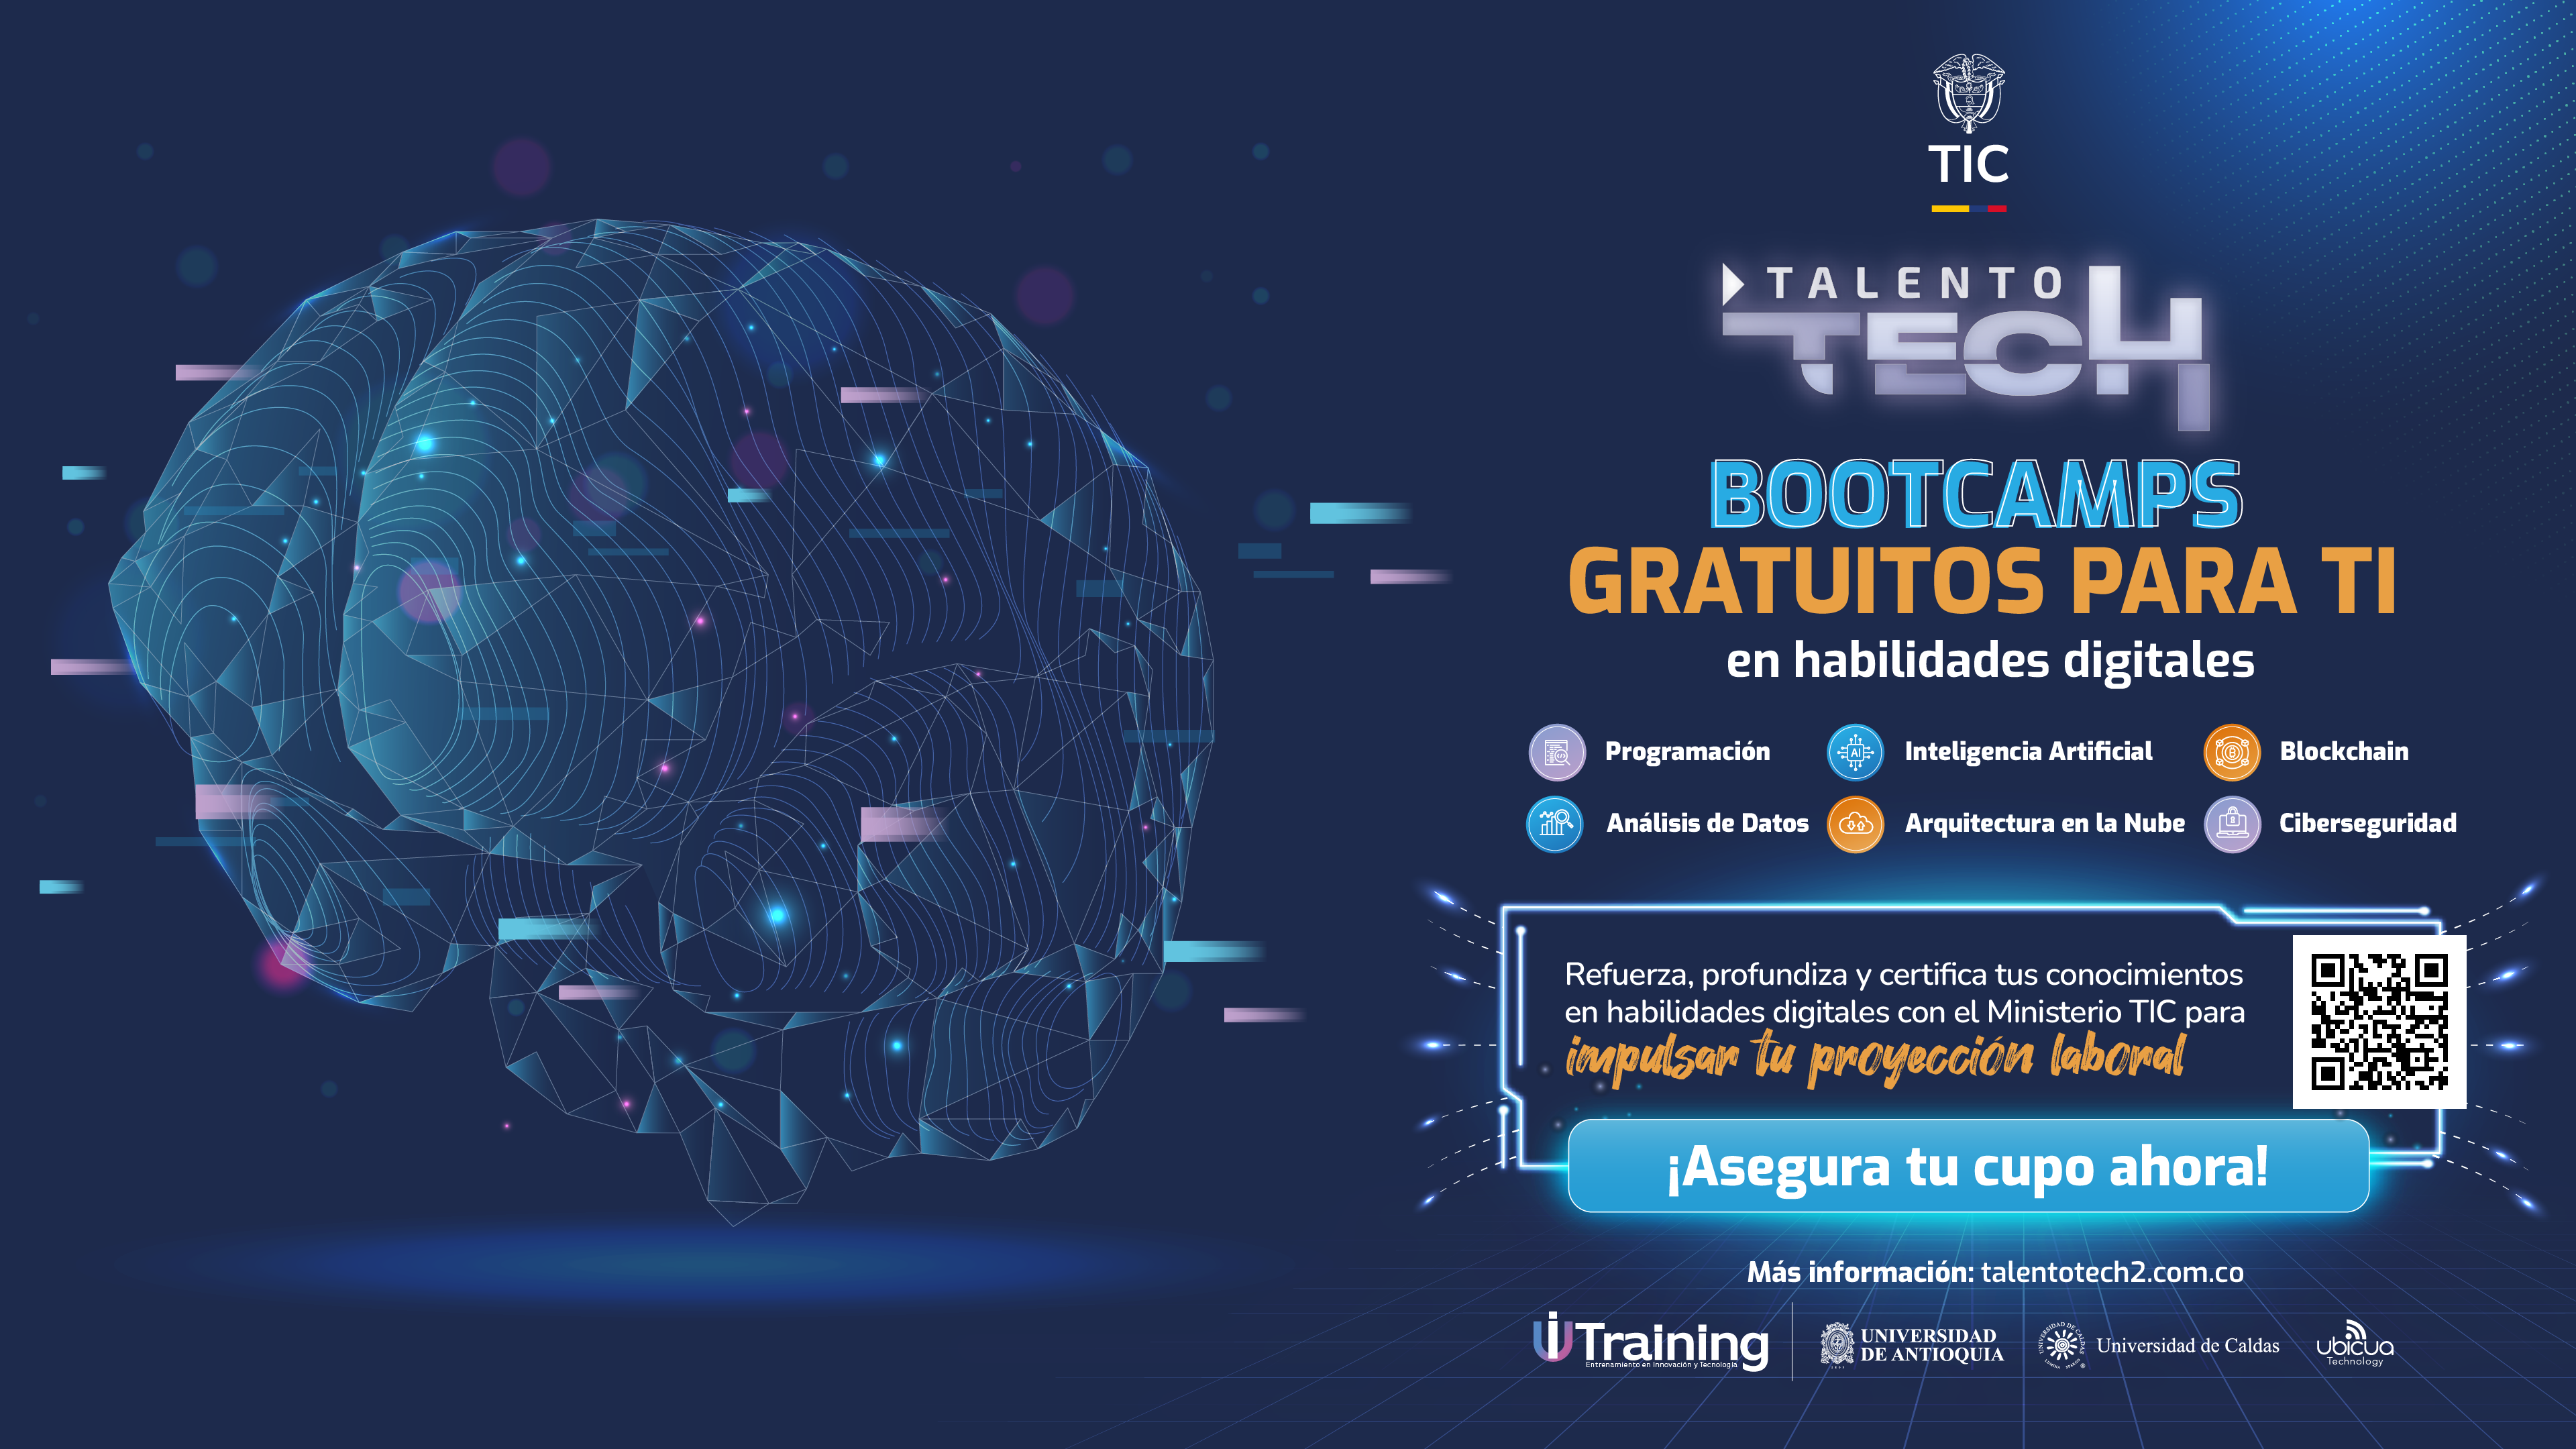 TIC
TALENTO
TECH
BOOTCAMPS
GRATUITOS PARA TI
en habilidades digitales
Programación
Inteligencia Artificial
Blockchain
Análisis de Datos
Arquitectura en la Nube
Ciberseguridad
Refuerza, profundiza y certifica tus conocimientos
en habilidades digitales con el Ministerio TIC para
impulsar tu proyección laboral
¡Asegura tu cupo ahora!
Más información: talentotech2.com.co
UiTraining
Entrenamiento en Innovación y Tecnología
UNIVERSIDAD
DE ANTIOQUIA
Universidad de Caldas
ubicua
Technology